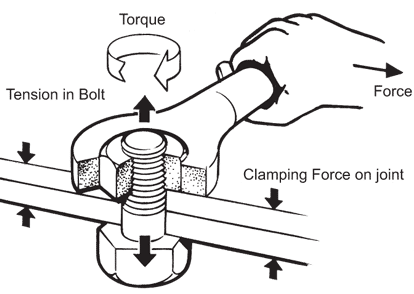 Torque
Tension in Bolt
Force
Clamping Force on joint